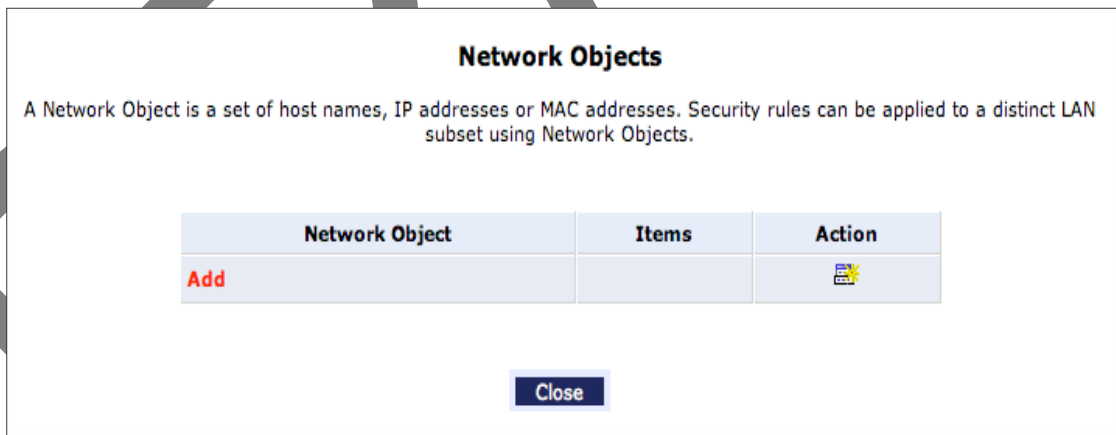 Network Objects
A Network Object is a set of host names, IP addresses or MAC addresses. Security rules can be applied to a distinct LAN
subset using Network Objects.
Network Object Items Action
Add
Close